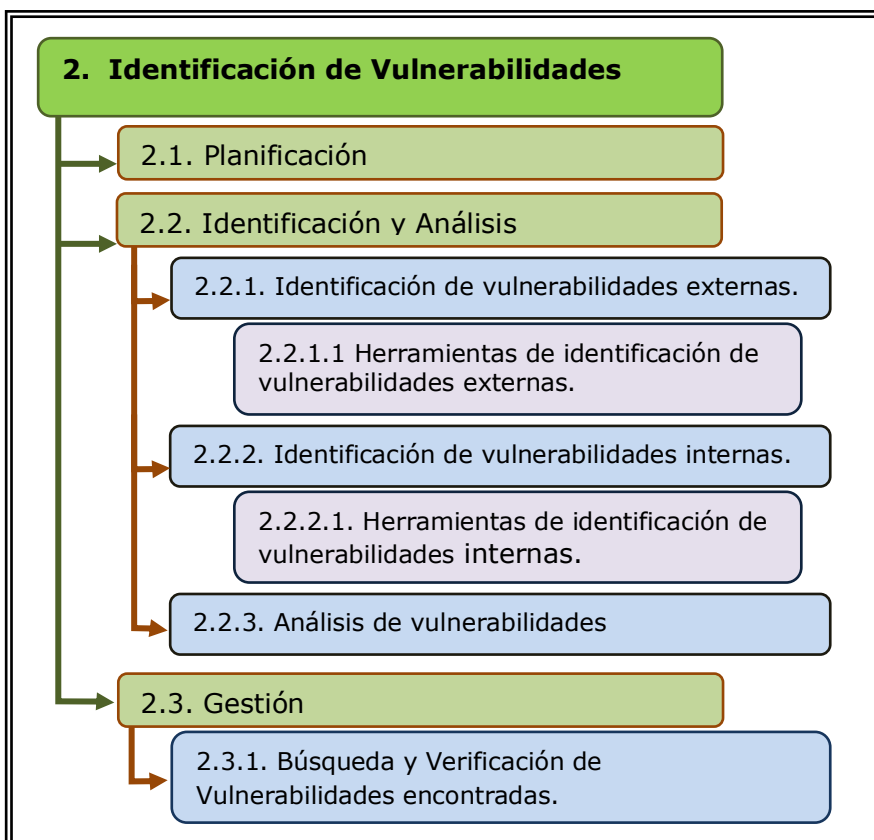 2. Identificación de Vulnerabilidades
2.1. Planificación
2.2. Identificación y Análisis
2.2.1. Identificación de vulnerabilidades externas.
2.2.1.1 Herramientas de identificación de
vulnerabilidades externas.
2.2.2. Identificación de vulnerabilidades internas.
2.2.2.1. Herramientas de identificación de
vulnerabilidades internas.
2.2.3. Análisis de vulnerabilidades
2.3. Gestión
2.3.1. Búsqueda y Verificación de
Vulnerabilidades encontradas.